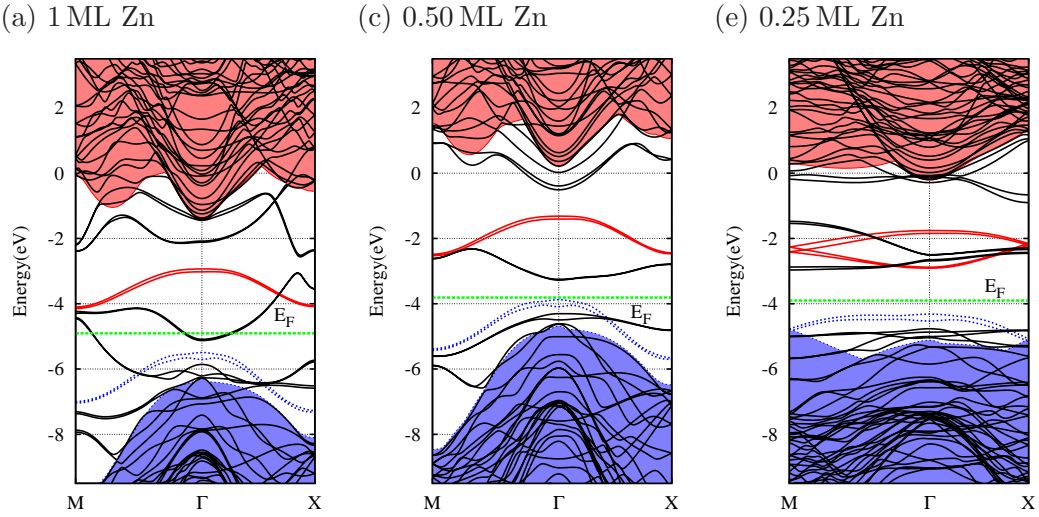 (a) 1 ML Zn
(c) 0.50 ML Zn
(e) 0.25 ML Zn
Energy(eV)
2
0
-2
-4
-6
-8
E_F
M Γ X
Energy(eV)
2
0
-2
-4
-6
-8
E_F
M Γ X
Energy(eV)
2
0
-2
-4
-6
-8
E_F
M Γ X